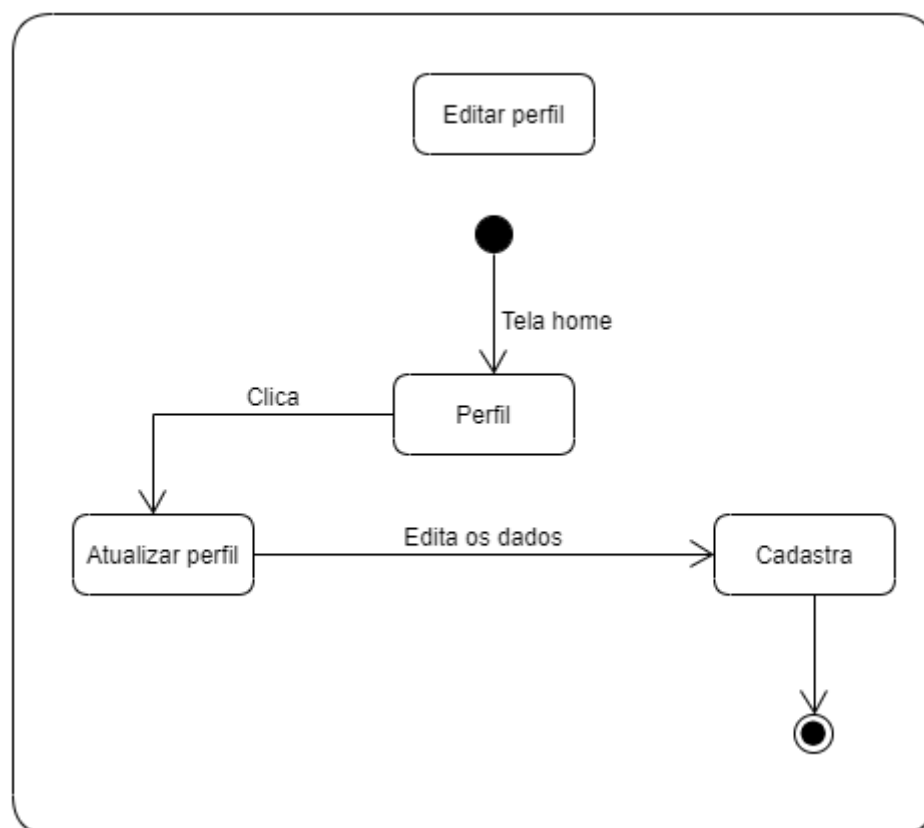 Editar perfil
Tela home
Clica
Perfil
Edita os dados
Atualizar perfil
Cadastra